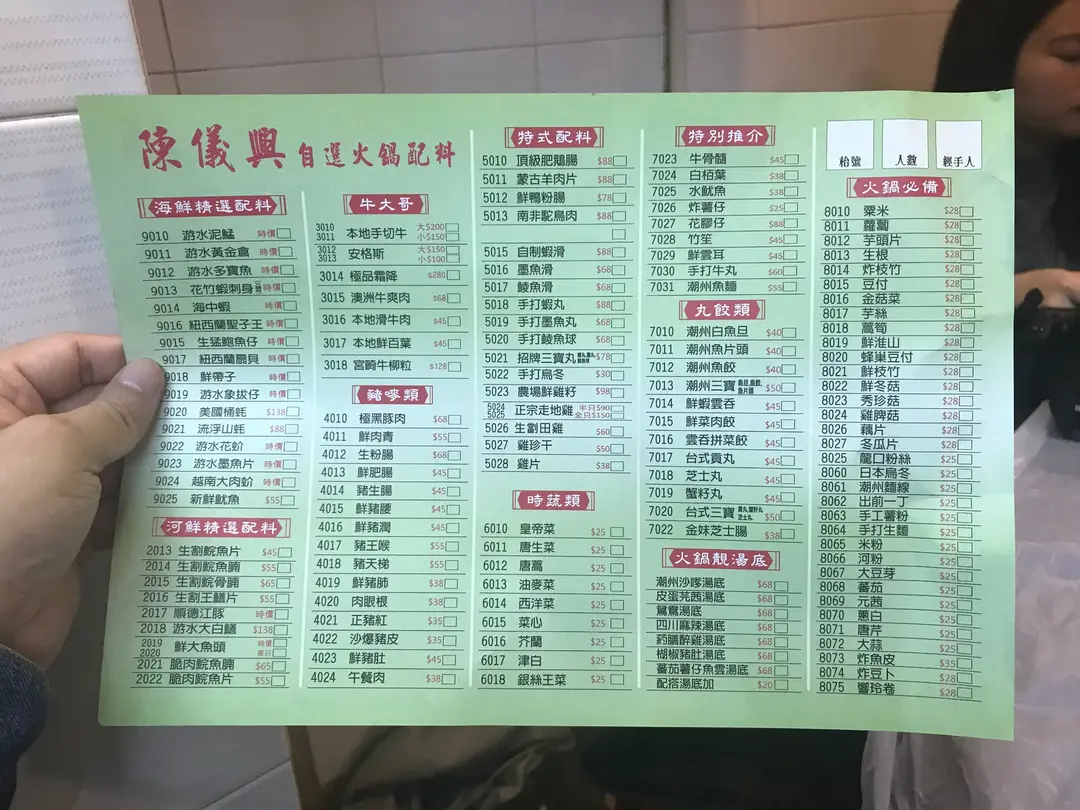 陳儀興 自選火鍋配料
海鮮精選配料
9010 游水泥鯭 時價
9011 游水黃金倉 時價
9012 游水多寶魚 時價
9013 花竹蝦刺身 時價
9014 海中蝦 時價
9016 紐西蘭聖子王 時價
9015 生猛鮑魚仔 時價
9017 紐西蘭扇貝 時價
9018 鮮帶子 時價
9019 游水象拔仔 時價
9020 美國桶蚝 $138
9021 流浮山蚝 $88
9022 游水花蛤 時價
9023 游水墨魚片 時價
9024 越南大肉蛤 時價
9025 新鮮魷魚 $55
河鮮精選配料
2013 生割鯇魚片 $45
2014 生割鯇魚腩 $55
2015 生割鯇骨腩 $65
2016 生割王鱔片 $55
2017 順德江豚 時價
2018 游水大白鱔 $138
2019 2020 鮮大魚頭 時價
2021 脆肉鯇魚腩 $65
2022 脆肉鯇魚片 $55
牛大哥
3010 3011 本地手切牛 大$200 小$150
3012 3013 安格斯 大$150 小$100
3014 極品霜降 $280
3015 澳洲牛爽肉 $68
3016 本地滑牛肉 $45
3017 本地鮮百葉 $45
3018 宮崎牛柳粒 $128
豬嘜類
4010 極黑豚肉 $68
4011 鮮肉青 $55
4012 生粉腸 $68
4013 鮮肥腸 $45
4014 豬生腸 $45
4015 鮮豬腰 $45
4016 鮮豬潤 $45
4017 豬王喉 $55
4018 豬天梯 $55
4019 鮮豬肺 $38
4020 肉眼根 $38
4021 正豬紅 $35
4022 沙爆豬皮 $35
4023 鮮豬肚 $45
4024 午餐肉 $38
特式配料
5010 頂級肥鵝腸 $88
5011 蒙古羊肉片 $88
5012 鮮鴨粉腸 $78
5013 南非駝鳥肉 $88
5015 自制蝦滑 $88
5016 墨魚滑 $68
5017 鯪魚滑 $68
5018 手打蝦丸 $88
5019 手打墨魚丸 $68
5020 手打鯪魚球 $68
5021 招牌三寶丸 $78
5022 手打烏冬 $30
5023 農場鮮雞籽 $98
5024 5025 正宗走地雞 半只$90 全只$150
5026 生劏田雞 $60
5027 雞珍干 $50
5028 雞片 $38
時蔬類
6010 皇帝菜 $25
6011 唐生菜 $25
6012 唐蒿 $25
6013 油麥菜 $25
6014 西洋菜 $25
6015 菜心 $25
6016 芥蘭 $25
6017 津白 $25
6018 銀絲王菜 $25
特別推介
7023 牛骨髓 $45
7024 白栢葉 $38
7025 水魷魚 $38
7026 炸薯仔 $25
7027 花膠仔 $88
7028 竹笙 $45
7029 鮮雲耳 $45
7030 手打牛丸 $60
7031 潮州魚麵 $55
丸餃類
7010 潮州白魚旦 $40
7011 潮州魚片頭 $40
7012 潮州魚餃 $40
7013 潮州三寶 魚旦,魚餃,魚片頭 $50
7014 鮮蝦雲吞 $45
7015 鮮菜肉餃 $45
7016 雲吞拼菜餃 $45
7017 台式貢丸 $45
7018 芝士丸 $45
7019 蟹籽丸 $45
7020 台式三寶 貢丸,蟹籽丸,芝士丸 $50
7022 金妹芝士腸 $38
火鍋靚湯底
潮州沙嗲湯底 $68
皮蛋芫茜湯底 $68
鴛鴦湯底 $68
四川麻辣湯底 $68
葯膳醉雞湯底 $68
椒椒豬肚湯底 $68
蕃茄薯仔魚雲湯底 $68
配搭湯底加 $20
枱號 人數 經手人
火鍋必備
8010 粟米 $28
8011 蘿蔔 $28
8012 芋頭片 $28
8013 生根 $28
8014 炸枝竹 $28
8015 豆付 $28
8016 金菇菜 $28
8017 芋絲 $28
8018 萵筍 $28
8019 鮮淮山 $28
8020 蜂巢豆付 $28
8021 鮮枝竹 $28
8022 鮮冬菇 $28
8023 秀珍菇 $28
8024 雞脾菇 $28
8026 藕片 $28
8027 冬瓜片 $28
8025 龍口粉絲 $25
8060 日本烏冬 $25
8061 潮州麵線 $25
8062 出前一丁 $25
8063 手工薯粉 $25
8064 手打生麵 $25
8065 米粉 $25
8066 河粉 $25
8067 大豆芽 $25
8068 蕃茄 $25
8069 元茜 $25
8070 蔥白 $25
8071 唐芹 $25
8072 大蒜 $25
8073 炸魚皮 $35
8074 炸豆卜 $25
8075 響玲卷 $28